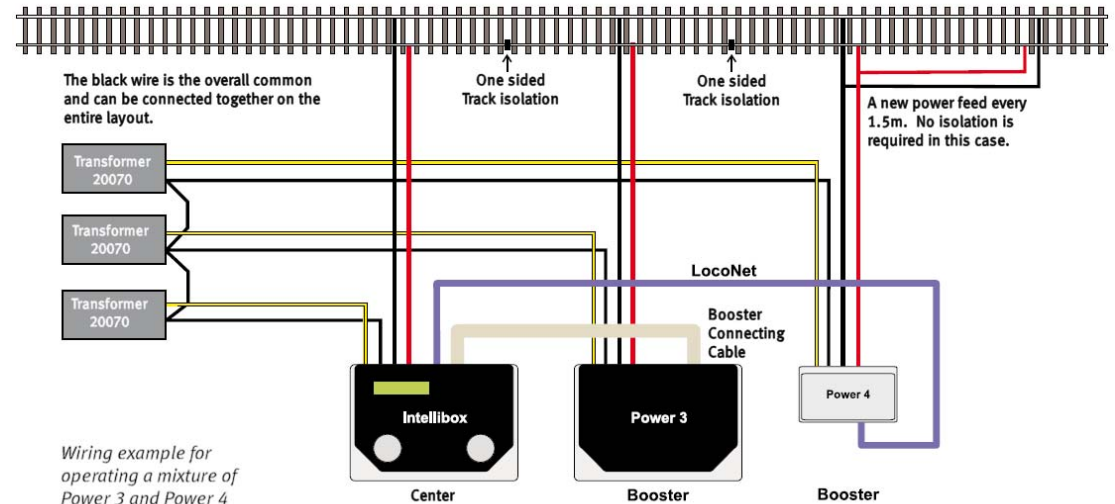 The black wire is the overall common
and can be connected together on the
entire layout.
One sided
Track isolation
One sided
Track isolation
A new power feed every
1.5m. No isolation is
required in this case.
Transformer
20070
Transformer
20070
Transformer
20070
LocoNet
Booster
Connecting
Cable
Intellibox
Power 3
Power 4
Center
Booster
Booster
Wiring example for
operating a mixture of
Power 3 and Power 4